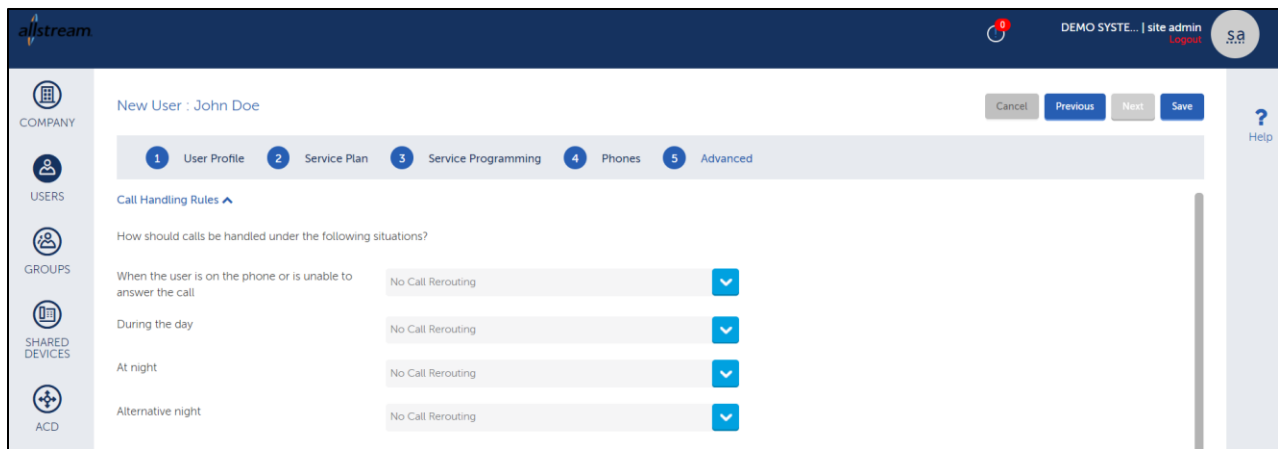 allstream.
0
DEMO SYSTE... | site admin
Logout
sa
COMPANY
USERS
GROUPS
SHARED
DEVICES
ACD
New User : John Doe
Cancel Previous Next Save
1 User Profile 2 Service Plan 3 Service Programming 4 Phones 5 Advanced
Call Handling Rules
How should calls be handled under the following situations?
When the user is on the phone or is unable to
answer the call
No Call Rerouting
During the day
No Call Rerouting
At night
No Call Rerouting
Alternative night
No Call Rerouting
?
Help